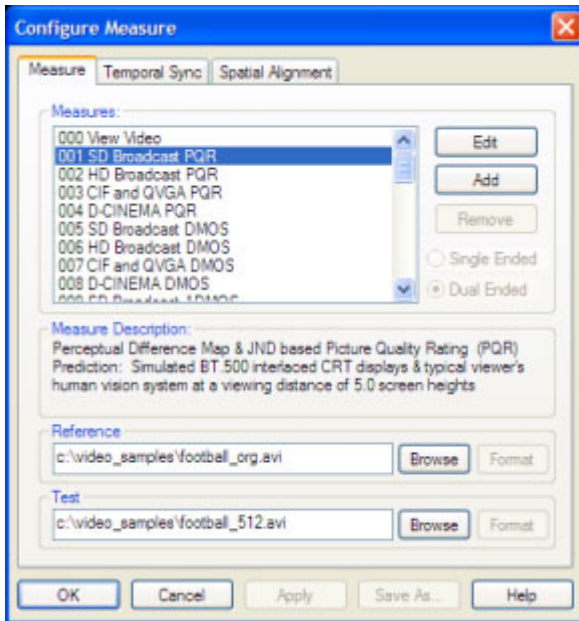 Configure Measure
Measure Temporal Sync Spatial Alignment
Measures:
000 View Video
001 SD Broadcast PQR
002 HD Broadcast PQR
003 CIF and QVGA PQR
004 D-CINEMA PQR
005 SD Broadcast DMOS
006 HD Broadcast DMOS
007 CIF and QVGA DMOS
008 D-CINEMA DMOS
Edit
Add
Remove
Single Ended
Dual Ended
Measure Description:
Perceptual Difference Map & JND based Picture Quality Rating (PQR)
Prediction: Simulated BT.500 interlaced CRT displays & typical viewer's
human vision system at a viewing distance of 5.0 screen heights
Reference
c:\video_samples\football_org.avi Browse Format
Test
c:\video_samples\football_512.avi Browse Format
OK Cancel Apply Save As... Help